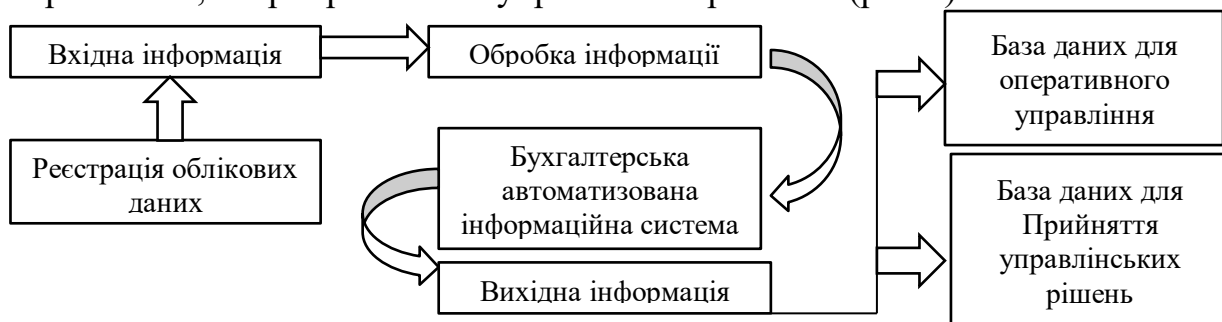 Вхідна інформація
Обробка інформації
База даних для
оперативного
управління
Реєстрація облікових
даних
Бухгалтерська
автоматизована
інформаційна система
База даних для
Прийняття
управлінських
рішень
Вихідна інформація